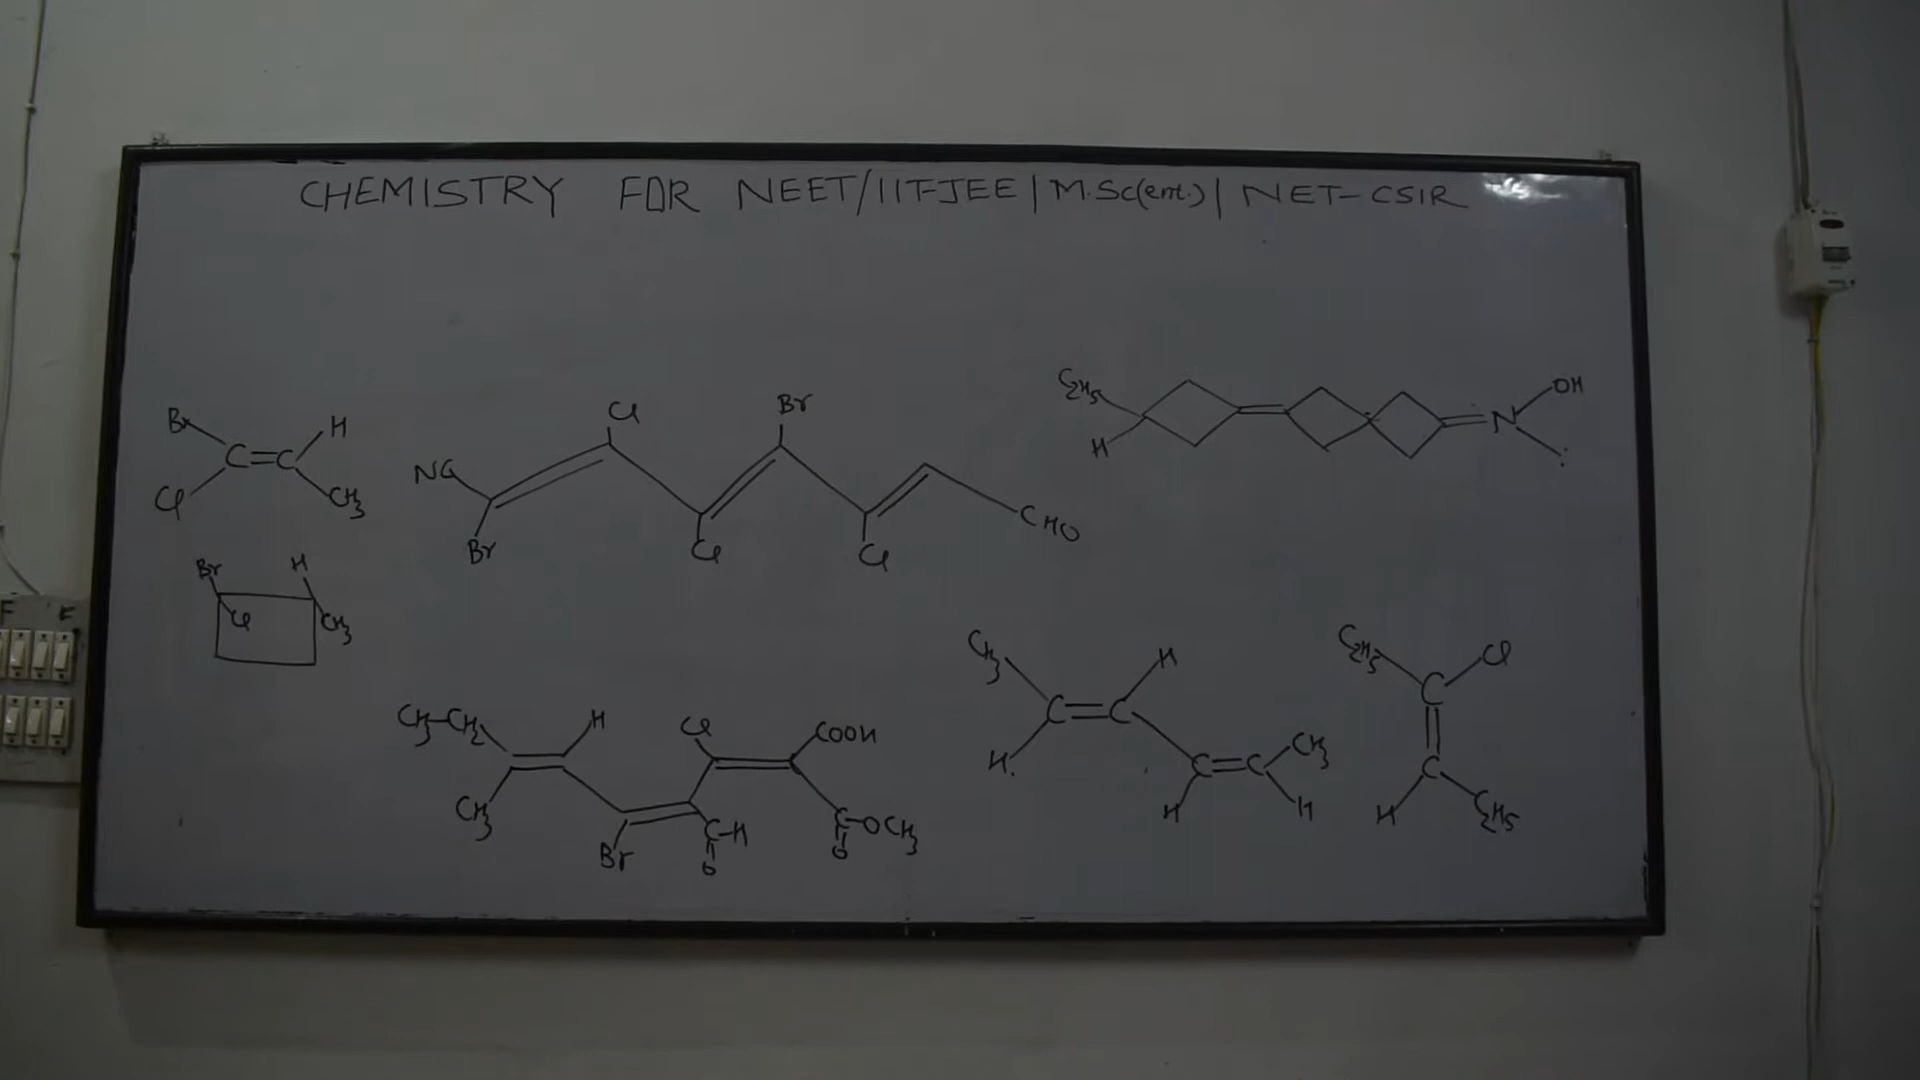 CHEMISTRY FOR NEET/IIT-JEE | M.Sc(ent.) | NET-CSIR
Br H
C=C
Cl CH3
Br H
Cl CH3
Cl Br
NC
Br Cl Cl CHO
C2H5 OH
H N :
CH3-CH2 H Cl COOH
CH3 Br C-H C-OCH3
O O
CH3 H
C=C
H C=C CH3
H H
C2H5 Cl
C
C
H C2H5
F F